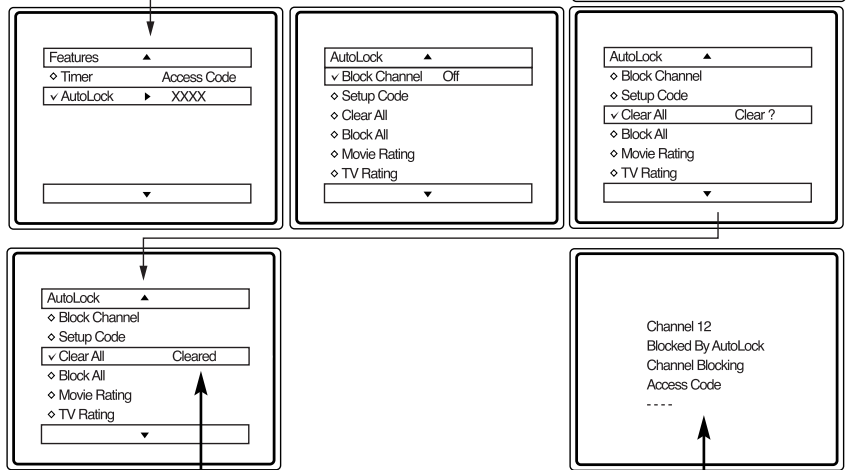 Features
Timer Access Code
AutoLock XXXX
AutoLock
Block Channel Off
Setup Code
Clear All
Block All
Movie Rating
TV Rating
AutoLock
Block Channel
Setup Code
Clear All Clear ?
Block All
Movie Rating
TV Rating
AutoLock
Block Channel
Setup Code
Clear All Cleared
Block All
Movie Rating
TV Rating
Channel 12
Blocked By AutoLock
Channel Blocking
Access Code
- - - -